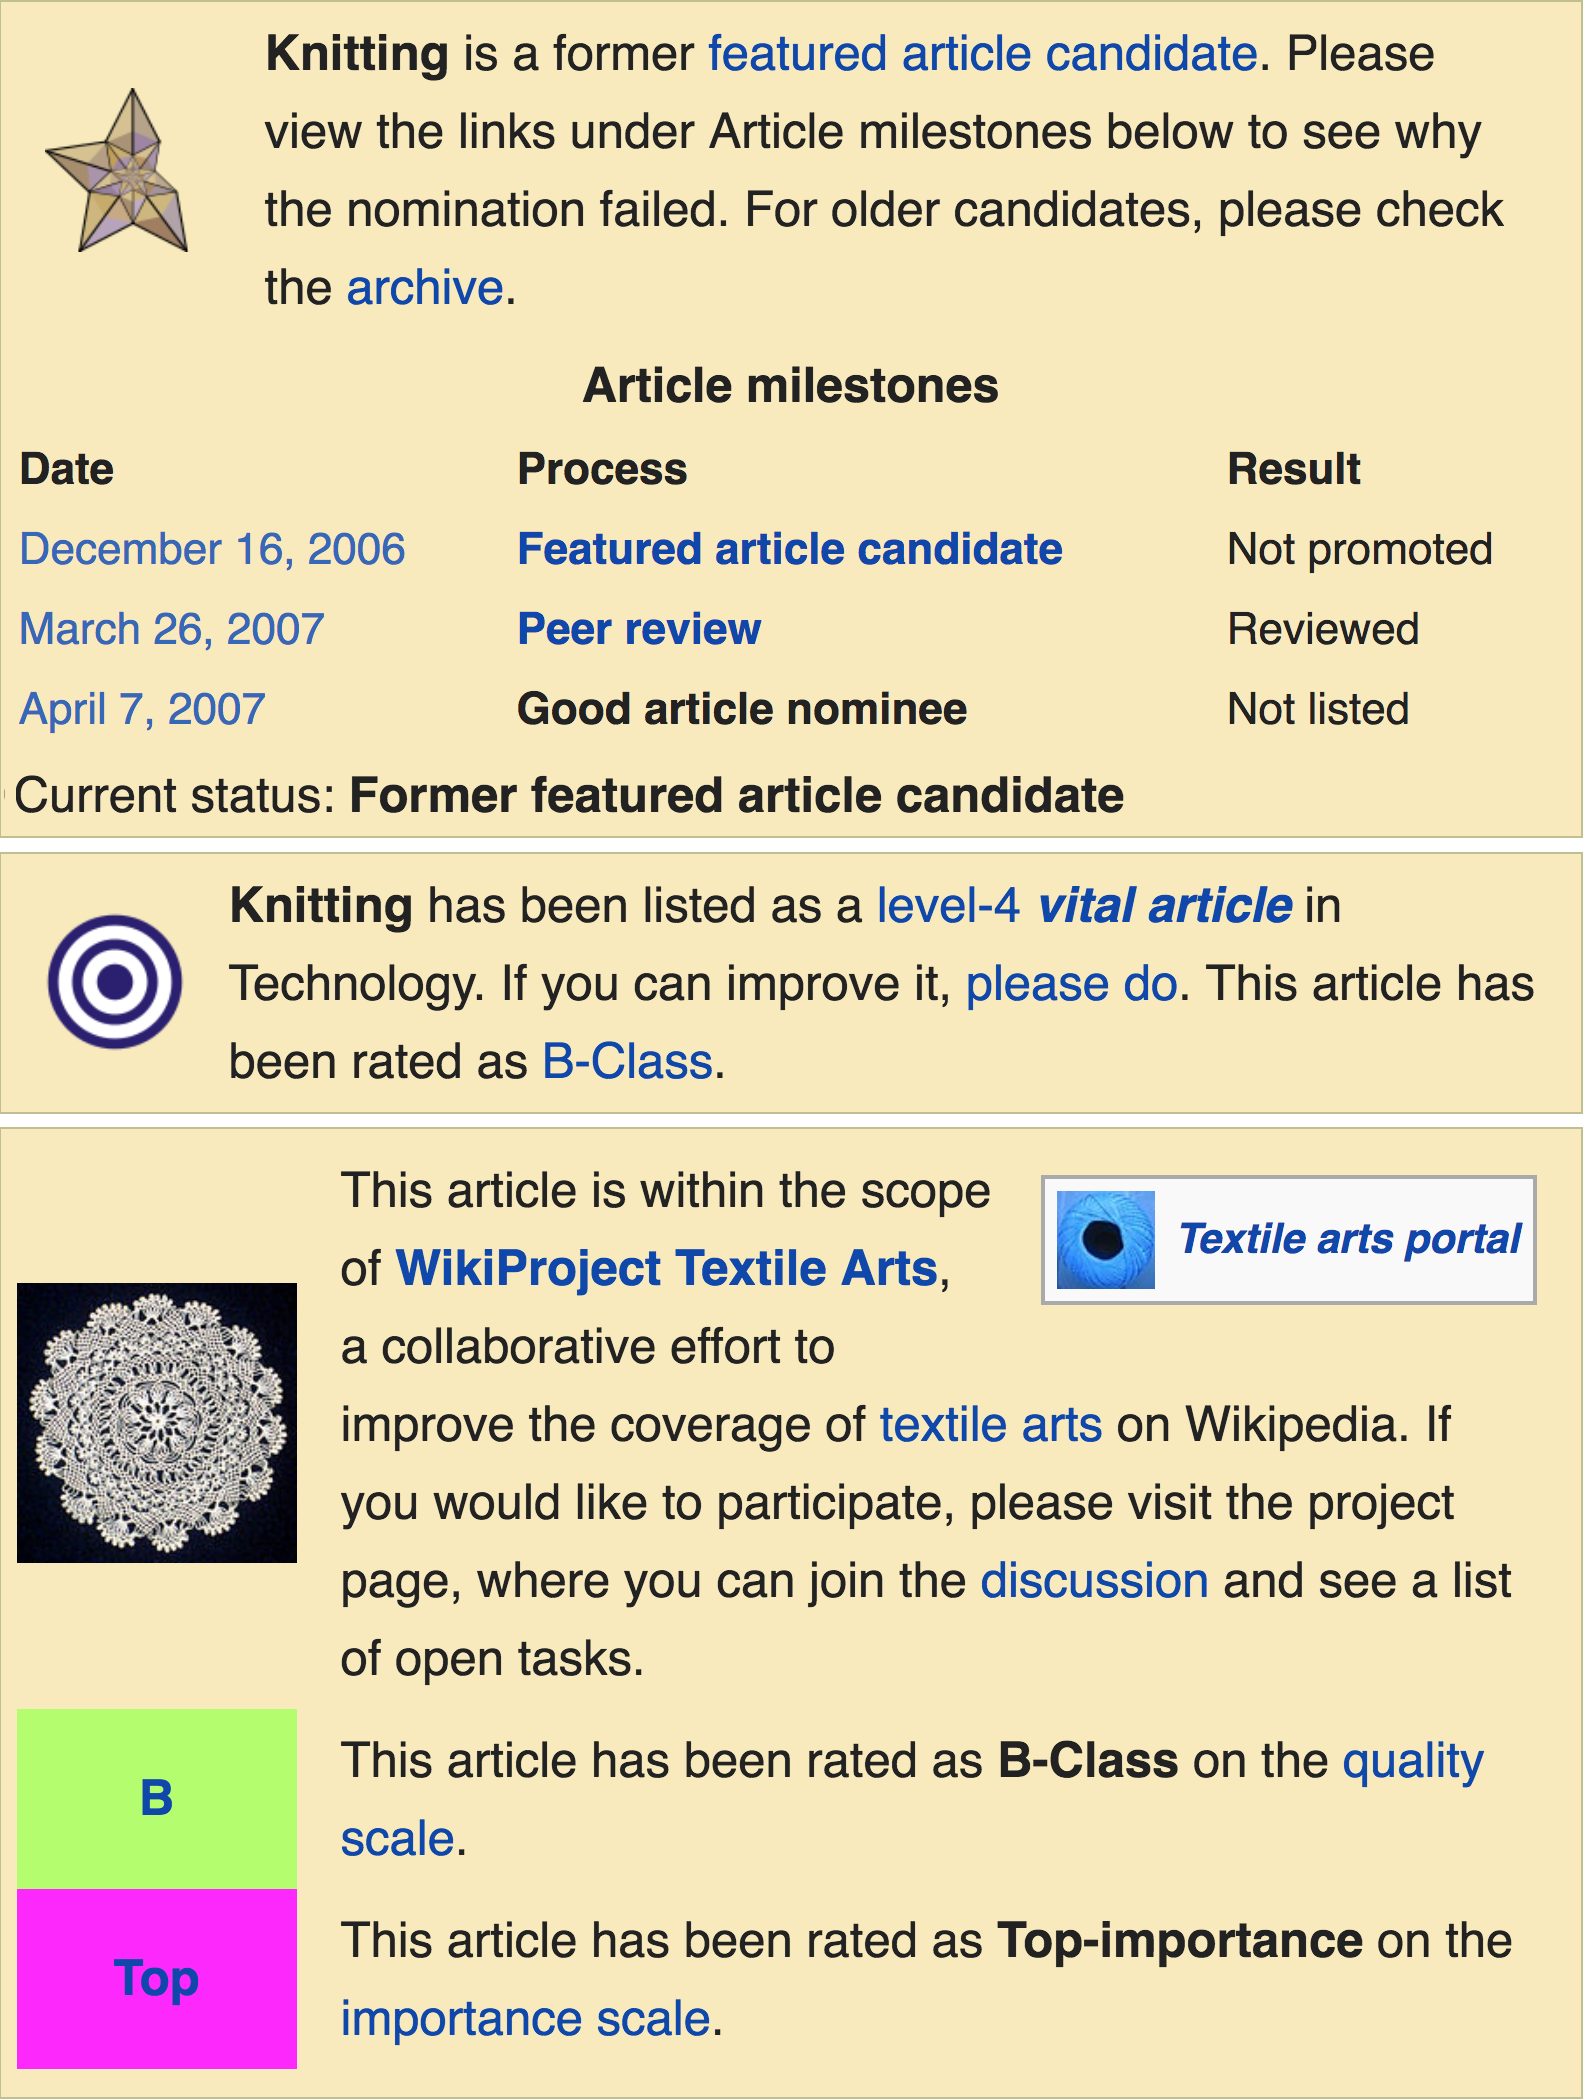 Knitting is a former featured article candidate. Please
view the links under Article milestones below to see why
the nomination failed. For older candidates, please check
the archive.
Article milestones
Date Process Result
December 16, 2006 Featured article candidate Not promoted
March 26, 2007 Peer review Reviewed
April 7, 2007 Good article nominee Not listed
Current status: Former featured article candidate
Knitting has been listed as a level-4 vital article in
Technology. If you can improve it, please do. This article has
been rated as B-Class.
This article is within the scope
of WikiProject Textile Arts,
a collaborative effort to
improve the coverage of textile arts on Wikipedia. If
you would like to participate, please visit the project
page, where you can join the discussion and see a list
of open tasks.
Textile arts portal
B
This article has been rated as B-Class on the quality
scale.
Top
This article has been rated as Top-importance on the
importance scale.